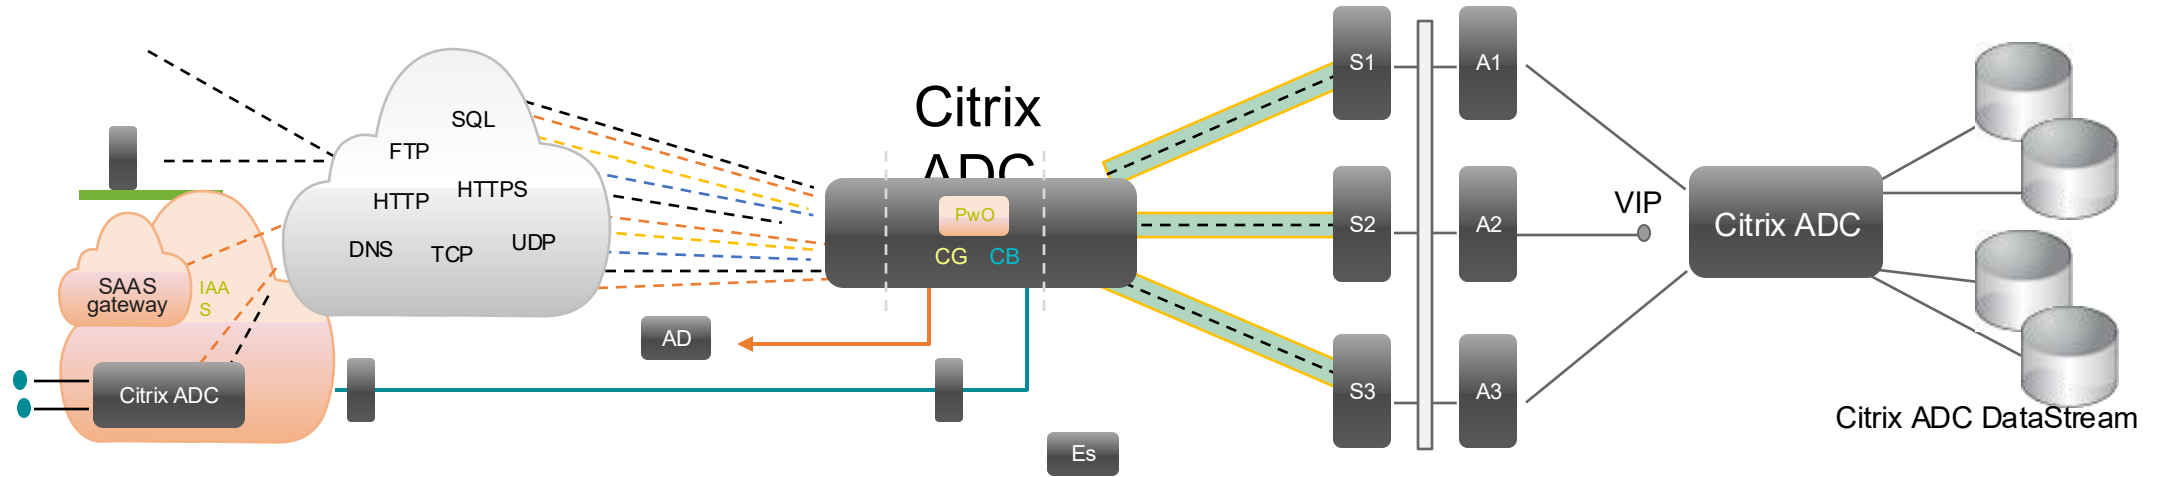 SQL
FTP
HTTP
HTTPS
DNS
TCP
UDP
SAAS
gateway
IAA
S
Citrix ADC
Citrix
ADC
PwO
CG
CB
AD
Es
S1
S2
S3
A1
A2
A3
VIP
Citrix ADC
Citrix ADC DataStream